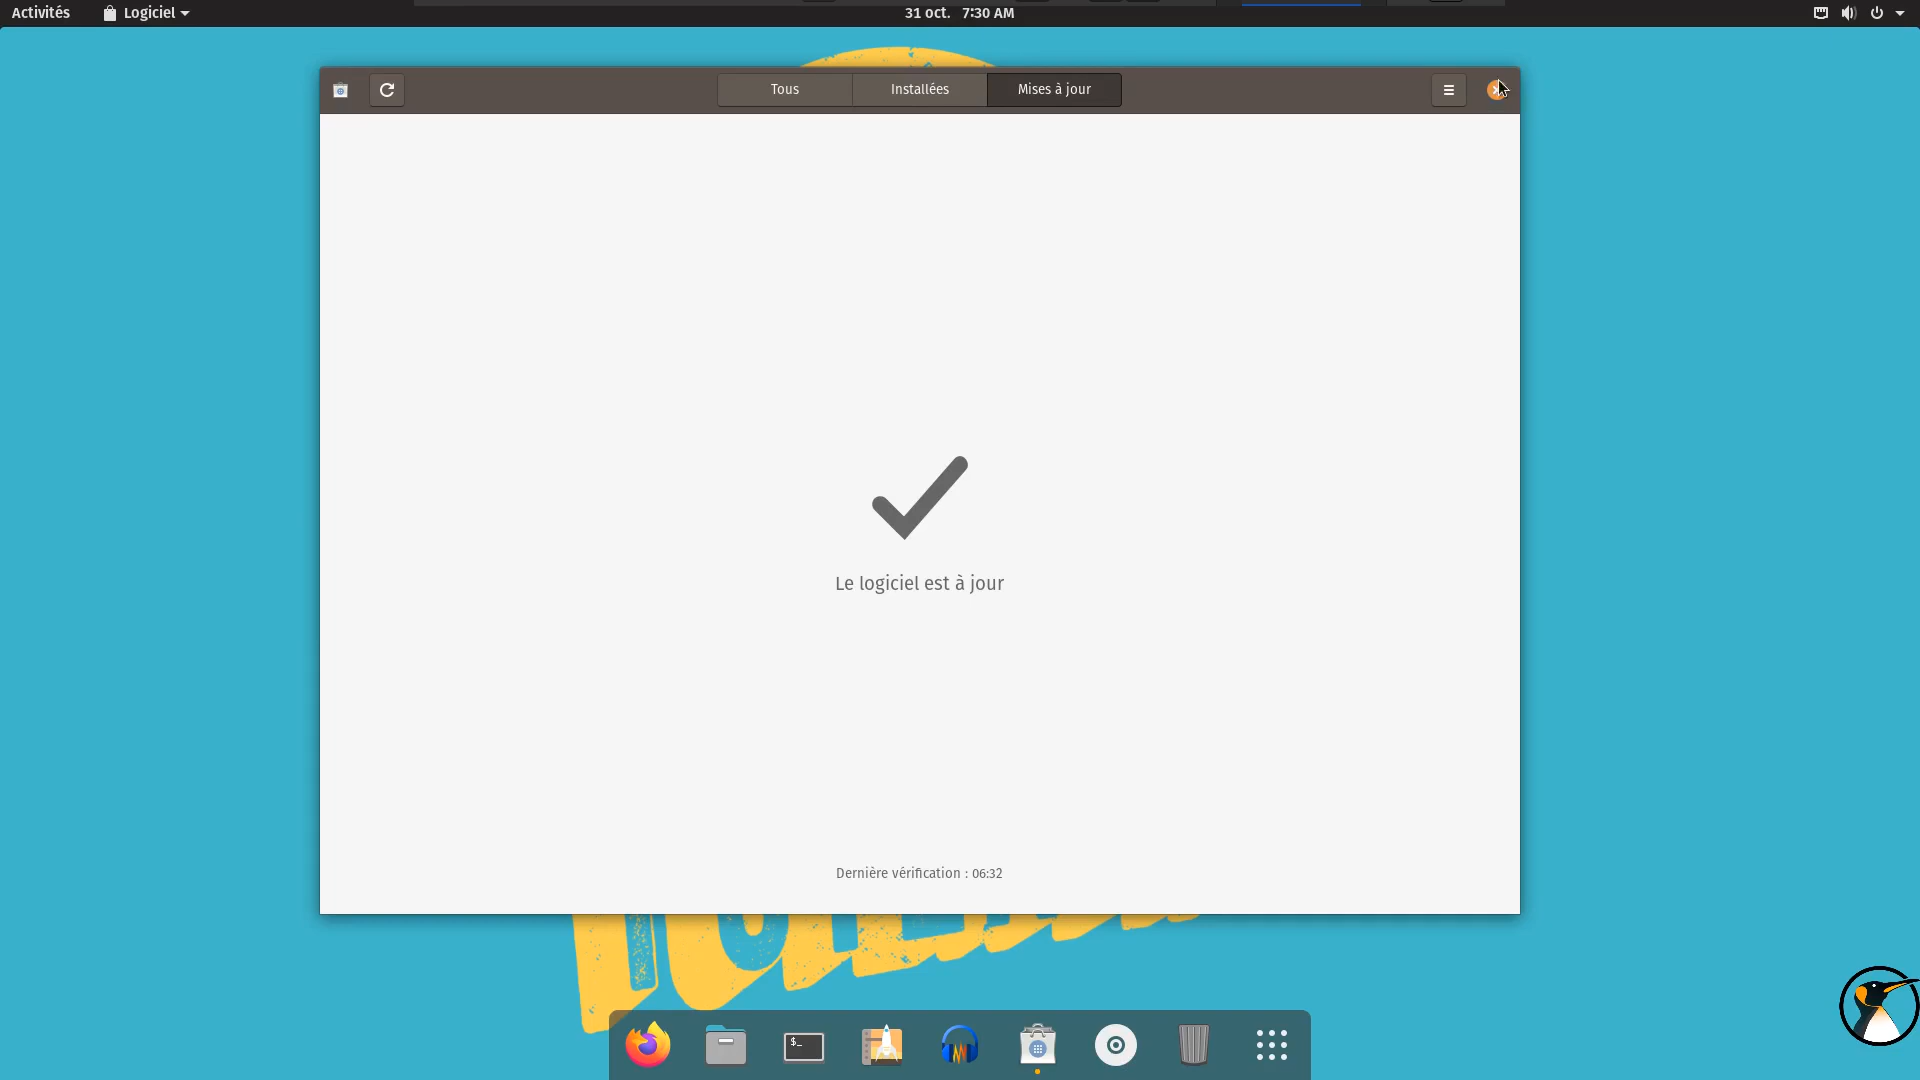 Activités
Logiciel
31 oct. 7:30 AM
Tous
Installées
Mises à jour
Le logiciel est à jour
Dernière vérification : 06:32
$_